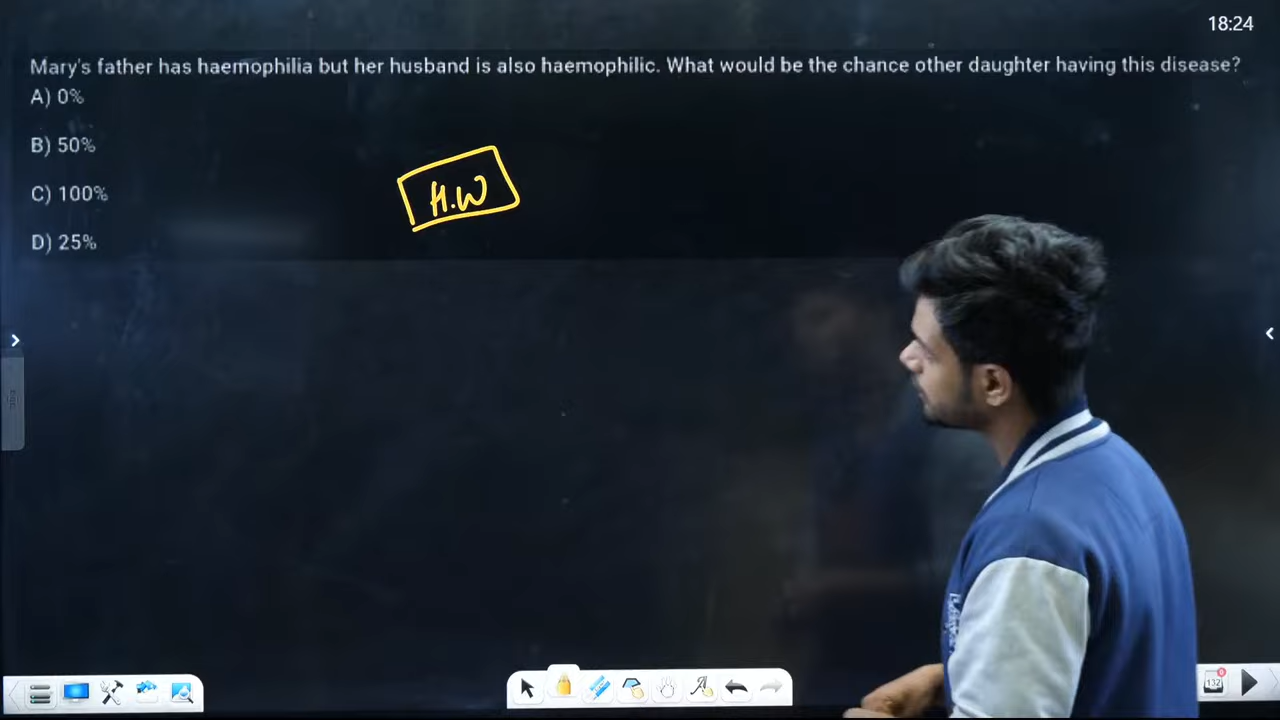 18:24
Mary's father has haemophilia but her husband is also haemophilic. What would be the chance other daughter having this disease?
A) 0%
B) 50%
C) 100%
D) 25%
H.W
132